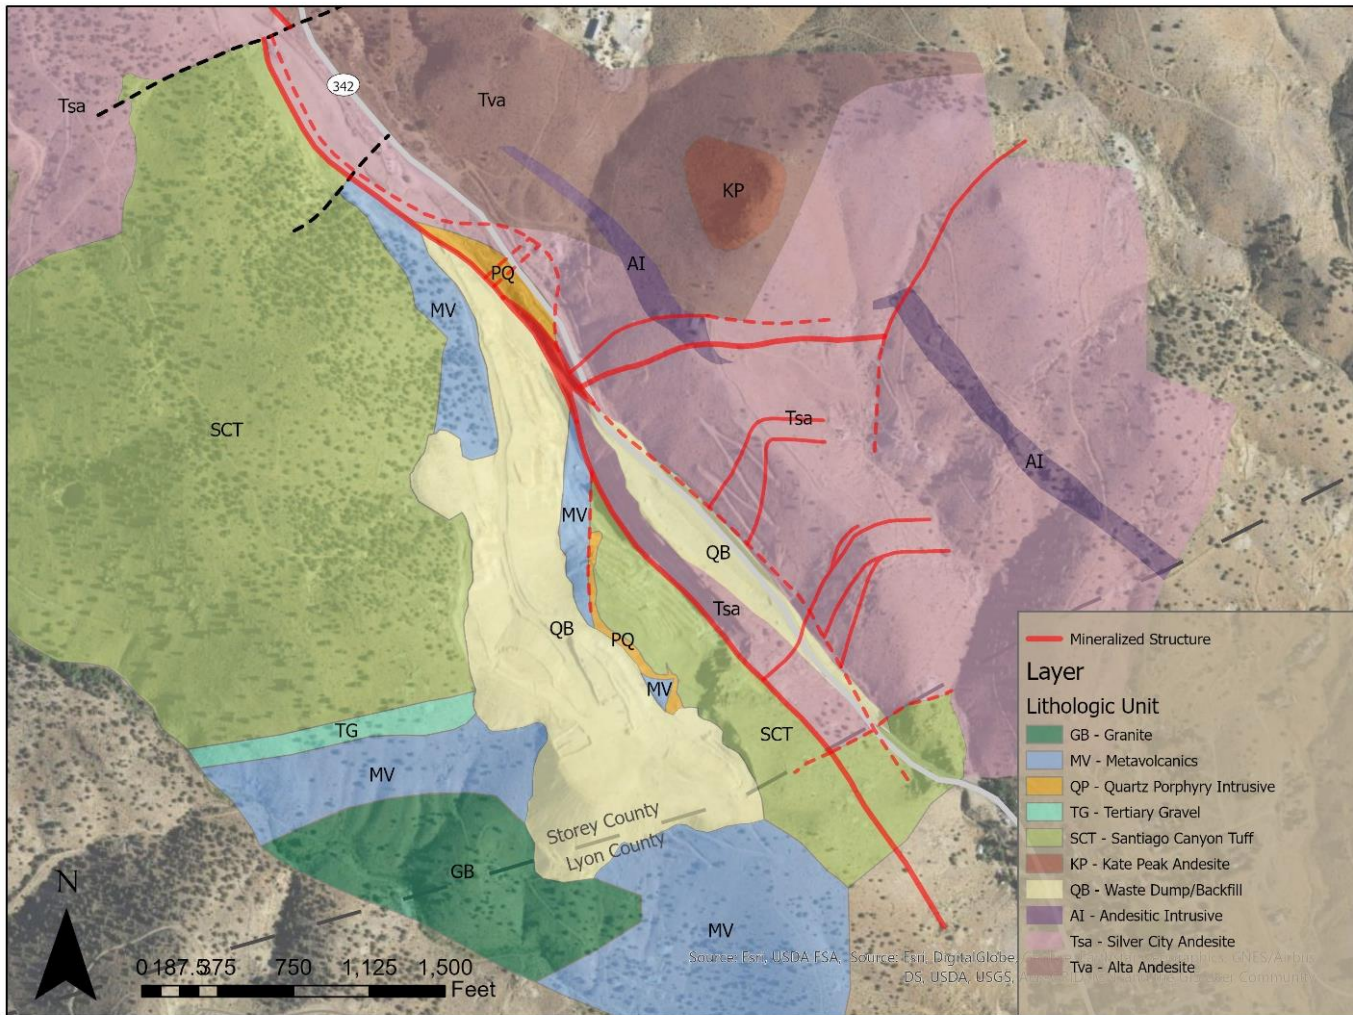 342
Tsa
Tva
KP
AI
PQ
MV
SCT
Tsa
AI
MV
QB
Tsa
QB
PQ
MV
SCT
TG
MV
Storey County
Lyon County
GB
MV
N
0 187.5 375 750 1,125 1,500
Feet
Mineralized Structure
Layer
Lithologic Unit
GB - Granite
MV - Metavolcanics
QP - Quartz Porphyry Intrusive
TG - Tertiary Gravel
SCT - Santiago Canyon Tuff
KP - Kate Peak Andesite
QB - Waste Dump/Backfill
AI - Andesitic Intrusive
Tsa - Silver City Andesite
Tva - Alta Andesite
Source: Esri, USDA FSA, Source: Esri, DigitalGlobe,
DS, USDA, USGS,